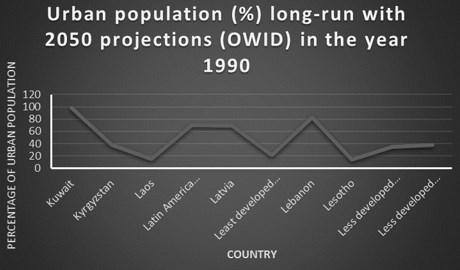 Urban population (%) long-run with
2050 projections (OWID) in the year
1990
PERCENTAGE OF URBAN POPULATION
120
100
80
60
40
20
0
Kuwait
Kyrgyzstan
Laos
Latin America...
Latvia
Least developed...
Lebanon
Lesotho
Less developed...
Less developed...
COUNTRY